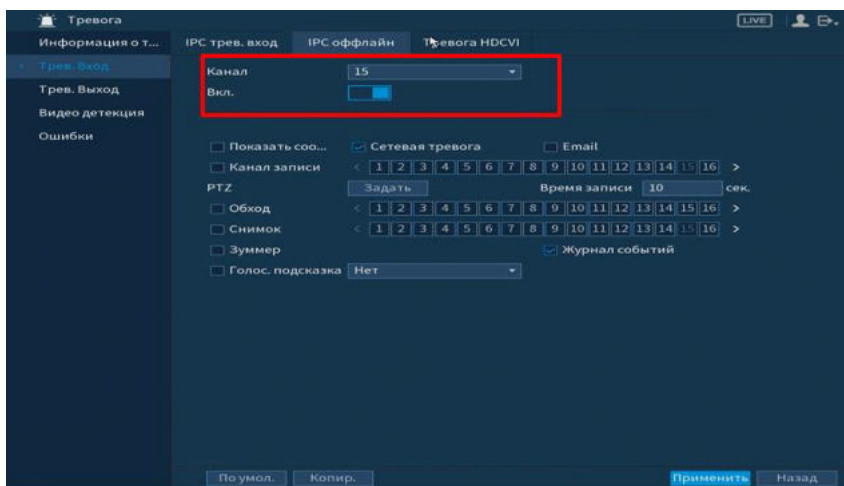 Тревога LIVE
Информация о т... IPC трев. вход IPC оффлайн Тревога HDCVI
Трев. Вход Канал 15
Трев. Выход Вкл.
Видео детекция
Ошибки
Показать соо... Сетевая тревога Email
Канал записи < 1 2 3 4 5 6 7 8 9 10 11 12 13 14 15 16 >
PTZ Задать Время записи 10 сек.
Обход < 1 2 3 4 5 6 7 8 9 10 11 12 13 14 15 16 >
Снимок < 1 2 3 4 5 6 7 8 9 10 11 12 13 14 15 16 >
Зуммер Журнал событий
Голос. подсказка Нет
По умол. Копир. Применить Назад